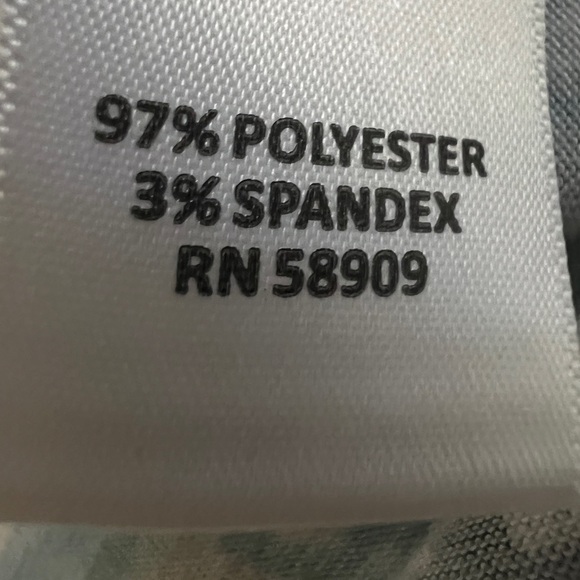 97% POLYESTER
3% SPANDEX
RN 58909